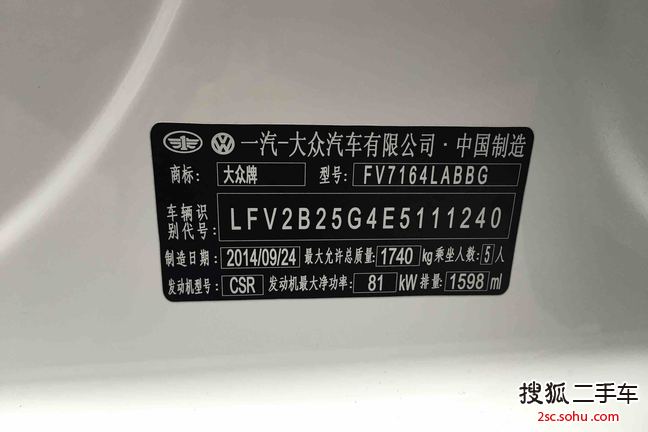 一汽-大众汽车有限公司·中国制造
商标: 大众牌 型号: FV7164LABBG
车辆识别代号: LFV2B25G4E5111240
制造日期: 2014/09/24 最大允许总质量: 1740 kg 乘坐人数: 5 人
发动机型号: CSR 发动机最大净功率: 81 kW 排量: 1598 ml
搜狐二手车
2sc.sohu.com